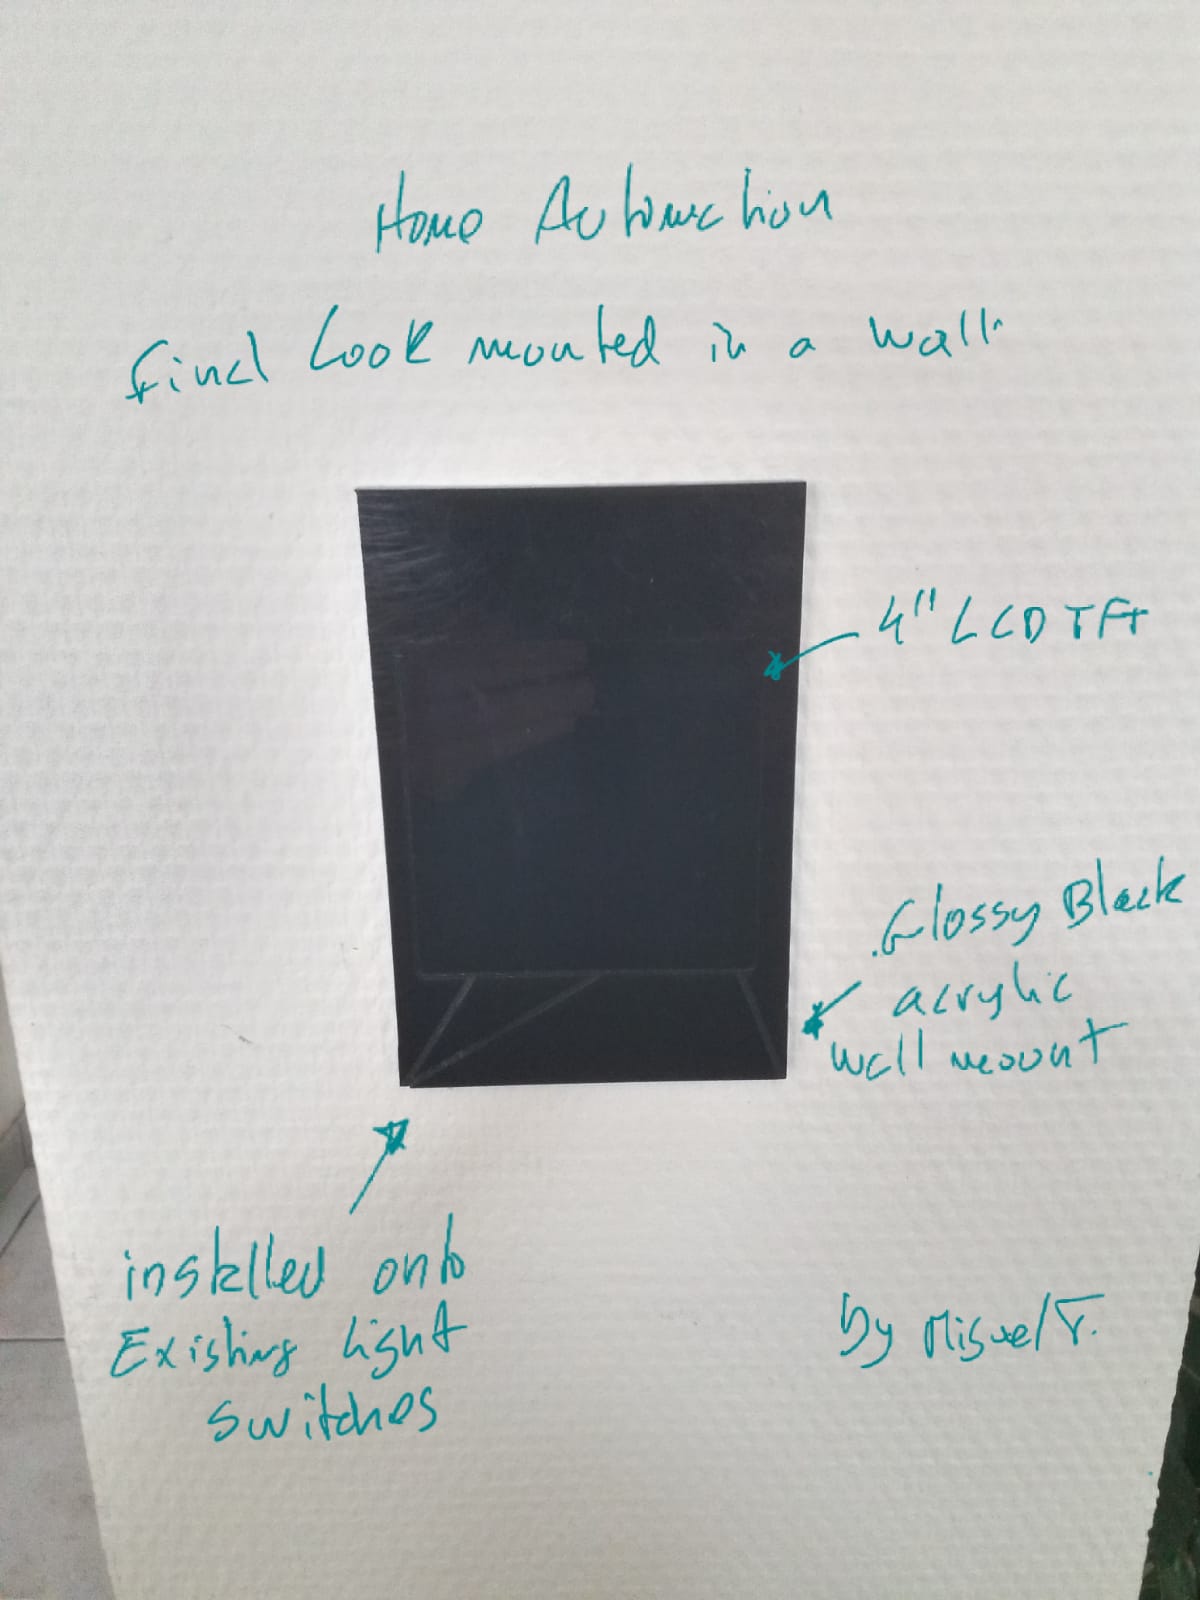 Home Automation
final Look mounted in a wall.
4" LCD TFT
Glossy Black
acrylic
wall mount
installed onto
Existing light
switches
by Miguel F.